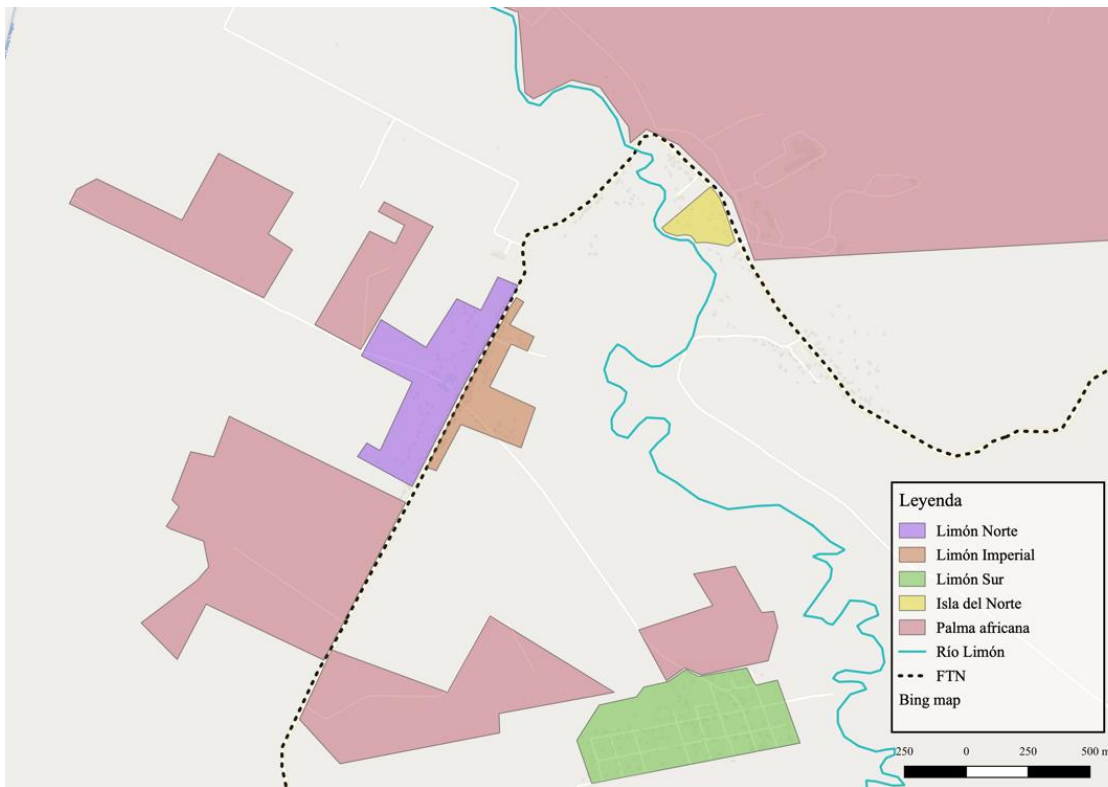 Leyenda
Limón Norte
Limón Imperial
Limón Sur
Isla del Norte
Palma africana
Río Limón
FTN
Bing map
250 0 250 500 m